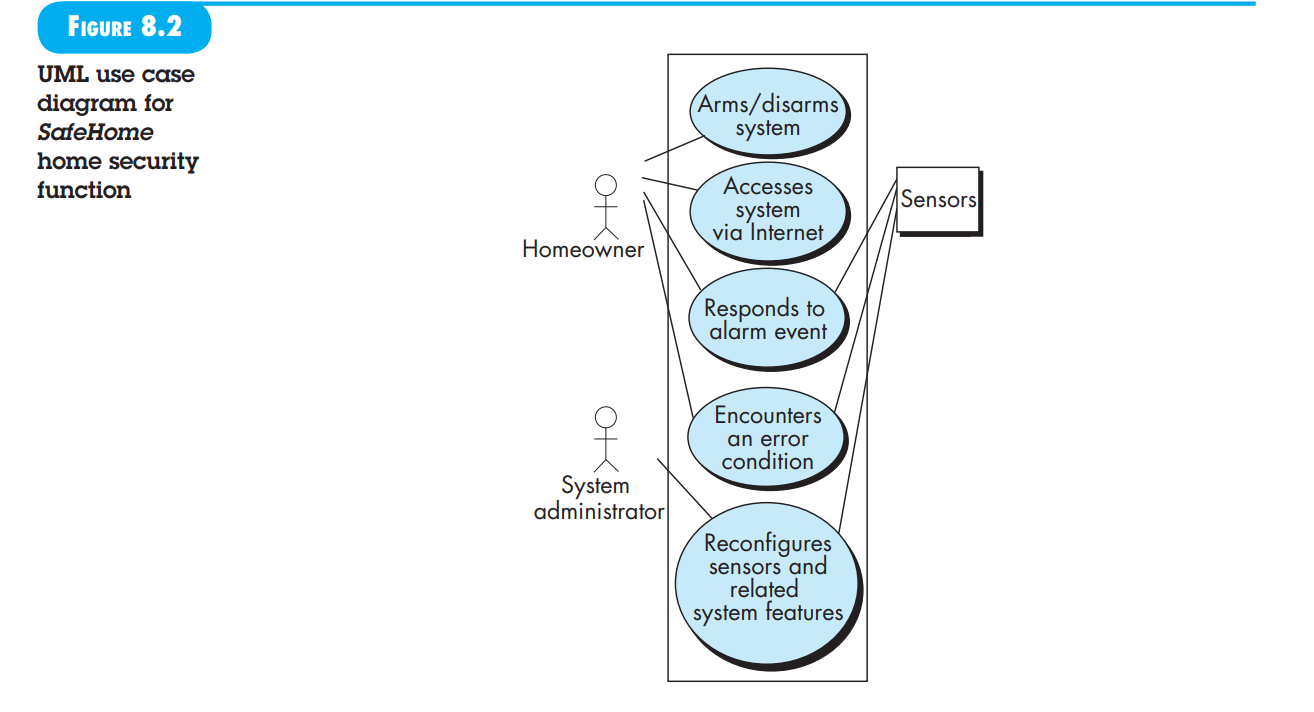 FIGURE 8.2
UML use case
diagram for
SafeHome
home security
function
Arms/disarms
system
Accesses
system
via Internet
Sensors
Homeowner
Responds to
alarm event
Encounters
an error
condition
System
administrator
Reconfigures
sensors and
related
system features